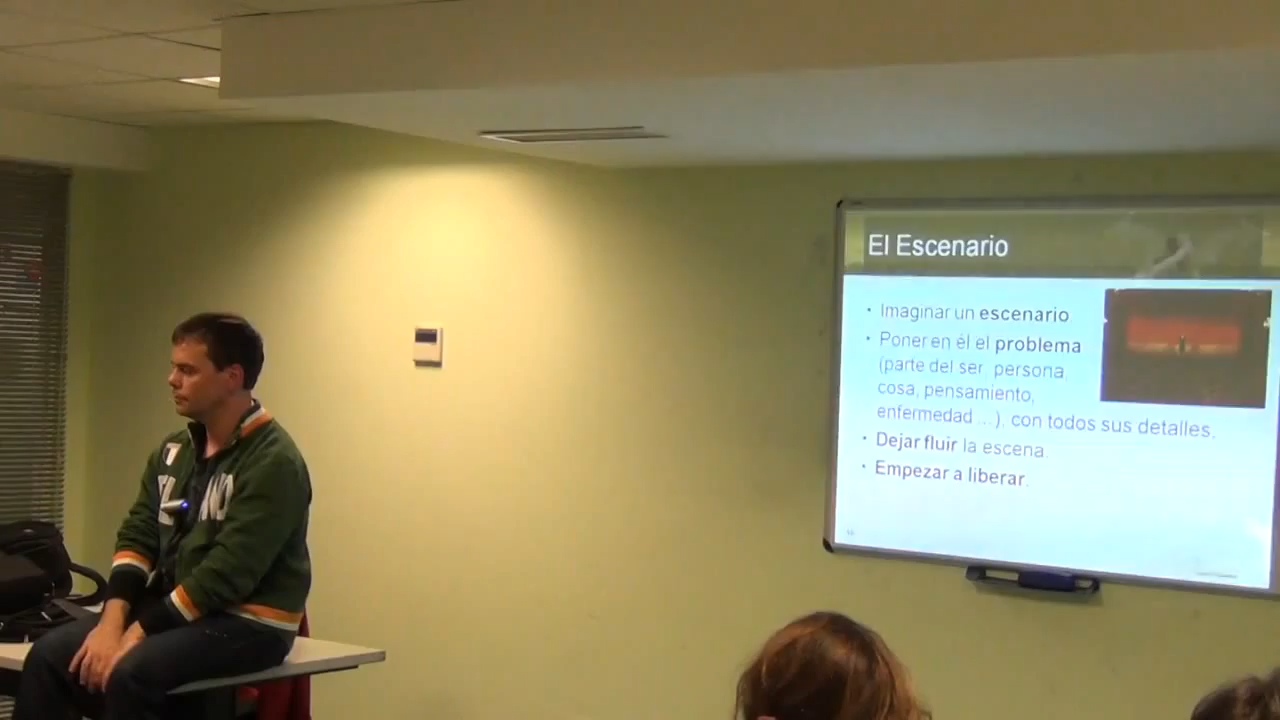 El Escenario
• Imaginar un escenario
• Poner en él el problema
(parte del ser, persona,
cosa, pensamiento,
enfermedad ...), con todos sus detalles.
• Dejar fluir la escena.
• Empezar a liberar.